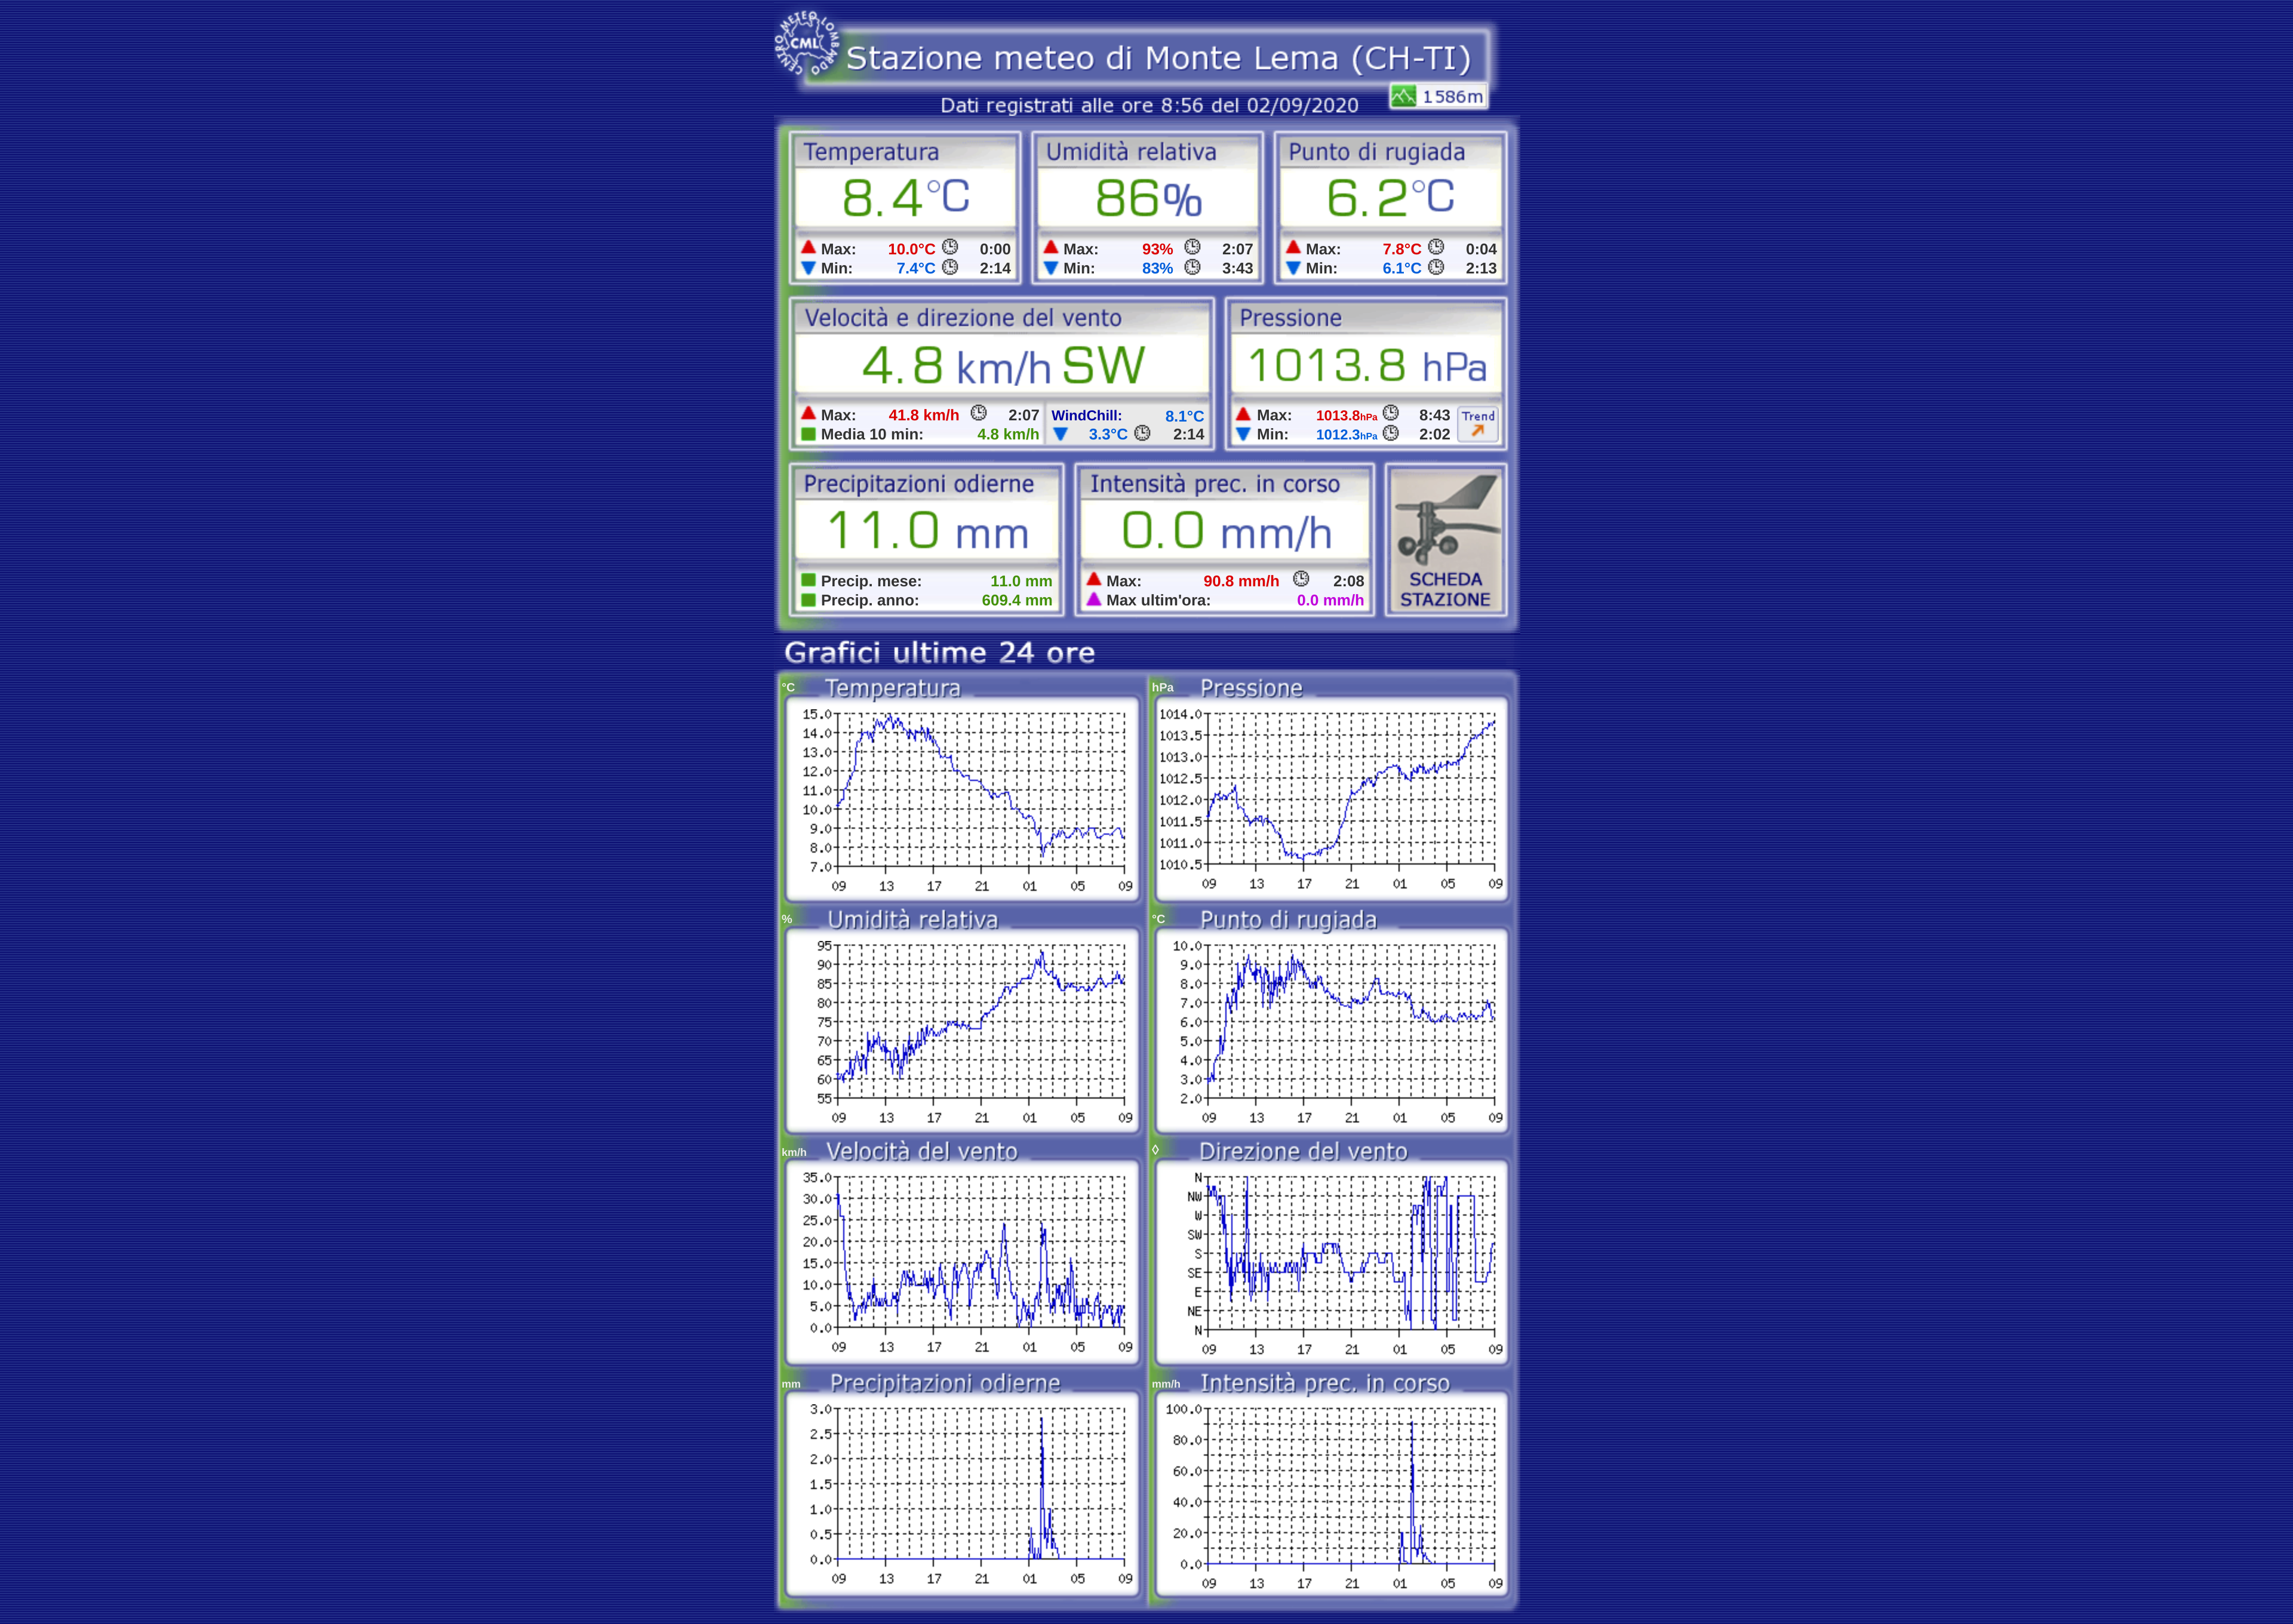 CENTRO METEO LOMBARDO
CML
Stazione meteo di Monte Lema (CH-TI)
1586m
Dati registrati alle ore 8:56 del 02/09/2020
Temperatura Umidità relativa Punto di rugiada
8.4°C 86% 6.2°C
Max: 10.0°C 0:00 Max: 93% 2:07 Max: 7.8°C 0:04
Min: 7.4°C 2:14 Min: 83% 3:43 Min: 6.1°C 2:13
Velocità e direzione del vento Pressione
4.8 km/h SW 1013.8 hPa
Max: 41.8 km/h 2:07 WindChill: 8.1°C Max: 1013.8hPa 8:43 Trend
Media 10 min: 4.8 km/h 3.3°C 2:14 Min: 1012.3hPa 2:02
Precipitazioni odierne Intensità prec. in corso
11.0 mm 0.0 mm/h
Precip. mese: 11.0 mm Max: 90.8 mm/h 2:08 SCHEDA
Precip. anno: 609.4 mm Max ultim'ora: 0.0 mm/h STAZIONE
Grafici ultime 24 ore
°C Temperatura
15.0
14.0
13.0
12.0
11.0
10.0
9.0
8.0
7.0
09 13 17 21 01 05 09
hPa Pressione
1014.0
1013.5
1013.0
1012.5
1012.0
1011.5
1011.0
1010.5
09 13 17 21 01 05 09
% Umidità relativa
95
90
85
80
75
70
65
60
55
09 13 17 21 01 05 09
°C Punto di rugiada
10.0
9.0
8.0
7.0
6.0
5.0
4.0
3.0
2.0
09 13 17 21 01 05 09
km/h Velocità del vento
35.0
30.0
25.0
20.0
15.0
10.0
5.0
0.0
09 13 17 21 01 05 09
◊ Direzione del vento
N
NW
W
SW
S
SE
E
NE
N
09 13 17 21 01 05 09
mm Precipitazioni odierne
3.0
2.5
2.0
1.5
1.0
0.5
0.0
09 13 17 21 01 05 09
mm/h Intensità prec. in corso
100.0
80.0
60.0
40.0
20.0
0.0
09 13 17 21 01 05 09